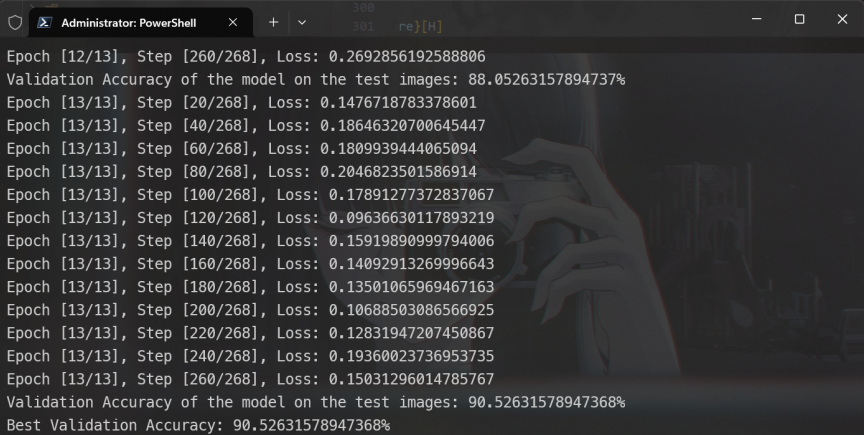 Administrator: PowerShell
300
301 re}[H]
Epoch [12/13], Step [260/268], Loss: 0.2692856192588806
Validation Accuracy of the model on the test images: 88.05263157894737%
Epoch [13/13], Step [20/268], Loss: 0.1476718783378601
Epoch [13/13], Step [40/268], Loss: 0.18646320700645447
Epoch [13/13], Step [60/268], Loss: 0.1809939444065094
Epoch [13/13], Step [80/268], Loss: 0.2046823501586914
Epoch [13/13], Step [100/268], Loss: 0.17891277372837067
Epoch [13/13], Step [120/268], Loss: 0.096366301178932​19
Epoch [13/13], Step [140/268], Loss: 0.15919890999794006
Epoch [13/13], Step [160/268], Loss: 0.14092913269996643
Epoch [13/13], Step [180/268], Loss: 0.13501065969467163
Epoch [13/13], Step [200/268], Loss: 0.10688503086566925
Epoch [13/13], Step [220/268], Loss: 0.12831947207450867
Epoch [13/13], Step [240/268], Loss: 0.19360023736953735
Epoch [13/13], Step [260/268], Loss: 0.15031296014785767
Validation Accuracy of the model on the test images: 90.52631578947368%
Best Validation Accuracy: 90.52631578947368%